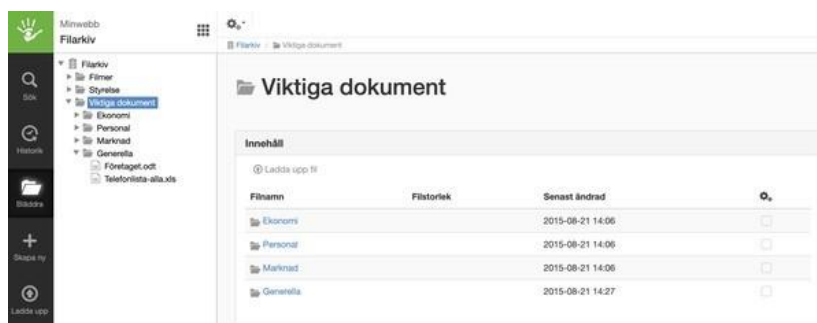 Minwebb
Filarkiv
Filarkiv / Viktiga dokument
Sök
Historik
Bläddra
Skapa ny
Ladda upp
Filarkiv
Filmer
Styrelse
Viktiga dokument
Ekonomi
Personal
Marknad
Generella
Företaget.odt
Telefonlista-alla.xls
Viktiga dokument
Innehåll
Ladda upp fil
Filnamn Filstorlek Senast ändrad
Ekonomi 2015-08-21 14:06
Personal 2015-08-21 14:06
Marknad 2015-08-21 14:06
Generella 2015-08-21 14:27